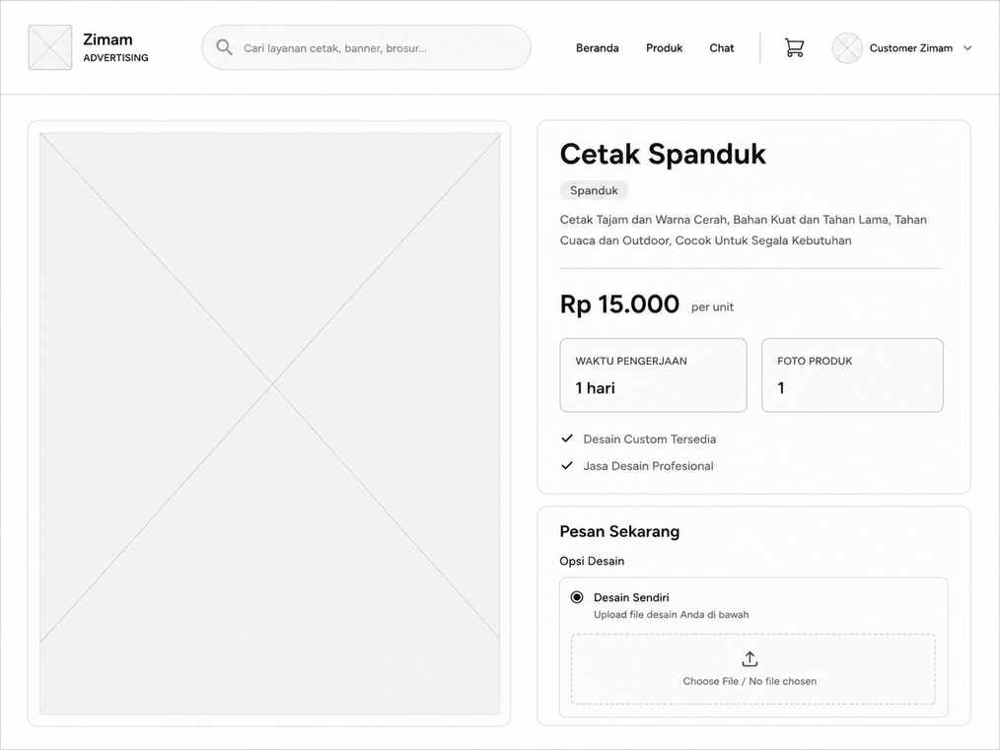 Zimam
ADVERTISING
Cari layanan cetak, banner, brosur...
Beranda
Produk
Chat
Customer Zimam
Cetak Spanduk
Spanduk
Cetak Tajam dan Warna Cerah, Bahan Kuat dan Tahan Lama, Tahan
Cuaca dan Outdoor, Cocok Untuk Segala Kebutuhan
Rp 15.000 per unit
WAKTU PENGERJAAN
1 hari
FOTO PRODUK
1
Desain Custom Tersedia
Jasa Desain Profesional
Pesan Sekarang
Opsi Desain
Desain Sendiri
Upload file desain Anda di bawah
Choose File / No file chosen